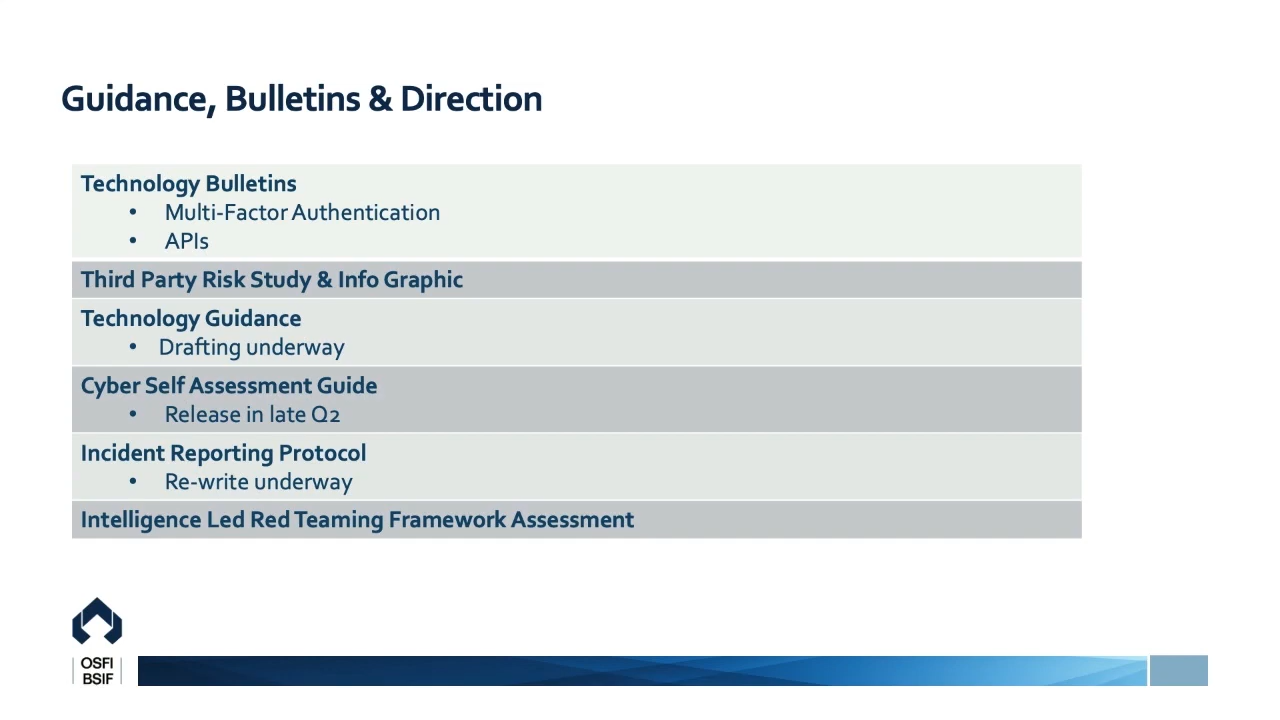 Guidance, Bulletins & Direction
Technology Bulletins
• Multi-Factor Authentication
• APIs
Third Party Risk Study & Info Graphic
Technology Guidance
• Drafting underway
Cyber Self Assessment Guide
• Release in late Q2
Incident Reporting Protocol
• Re-write underway
Intelligence Led Red Teaming Framework Assessment
OSFI
BSIF